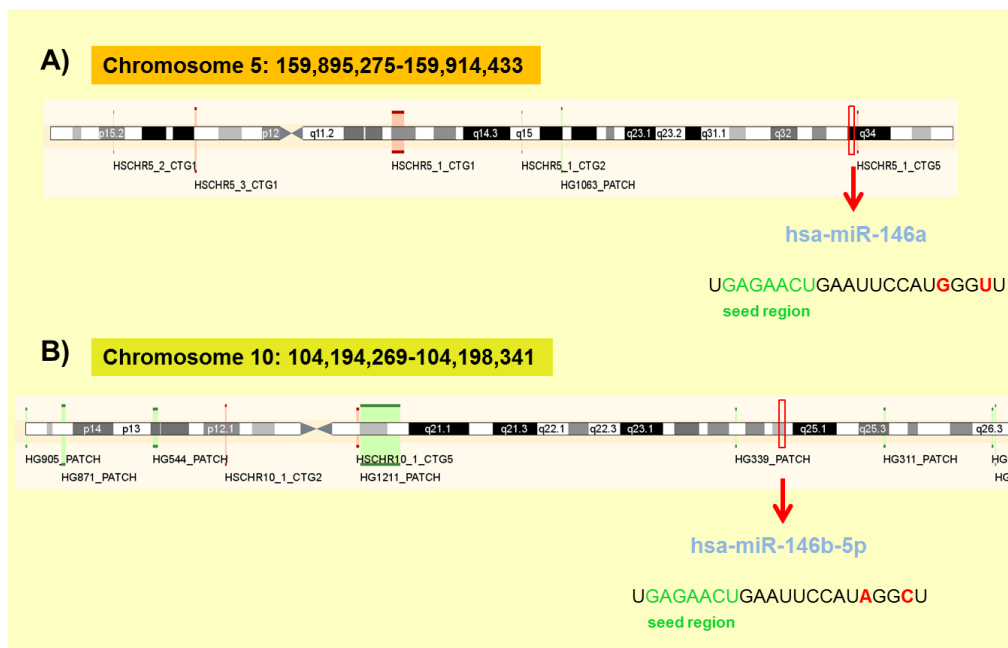 A)
Chromosome 5: 159,895,275-159,914,433
p15.2 p12 q11.2 q14.3 q15 q23.1 q23.2 q31.1 q32 q34
HSCHR5_2_CTG1 HSCHR5_1_CTG1 HSCHR5_1_CTG2 HSCHR5_1_CTG5
HSCHR5_3_CTG1 HG1063_PATCH
hsa-miR-146a
UGAGAACUGAAUUCCAUGGGUU
seed region
B)
Chromosome 10: 104,194,269-104,198,341
p14 p13 p12.1 q21.1 q21.3 q22.1 q22.3 q23.1 q25.1 q25.3 q26.3
HG905_PATCH HG544_PATCH HSCHR10_1_CTG5 HG339_PATCH HG311_PATCH HG
HG871_PATCH HSCHR10_1_CTG2 HG1211_PATCH HG
hsa-miR-146b-5p
UGAGAACUGAAUUCCAUAGGCU
seed region